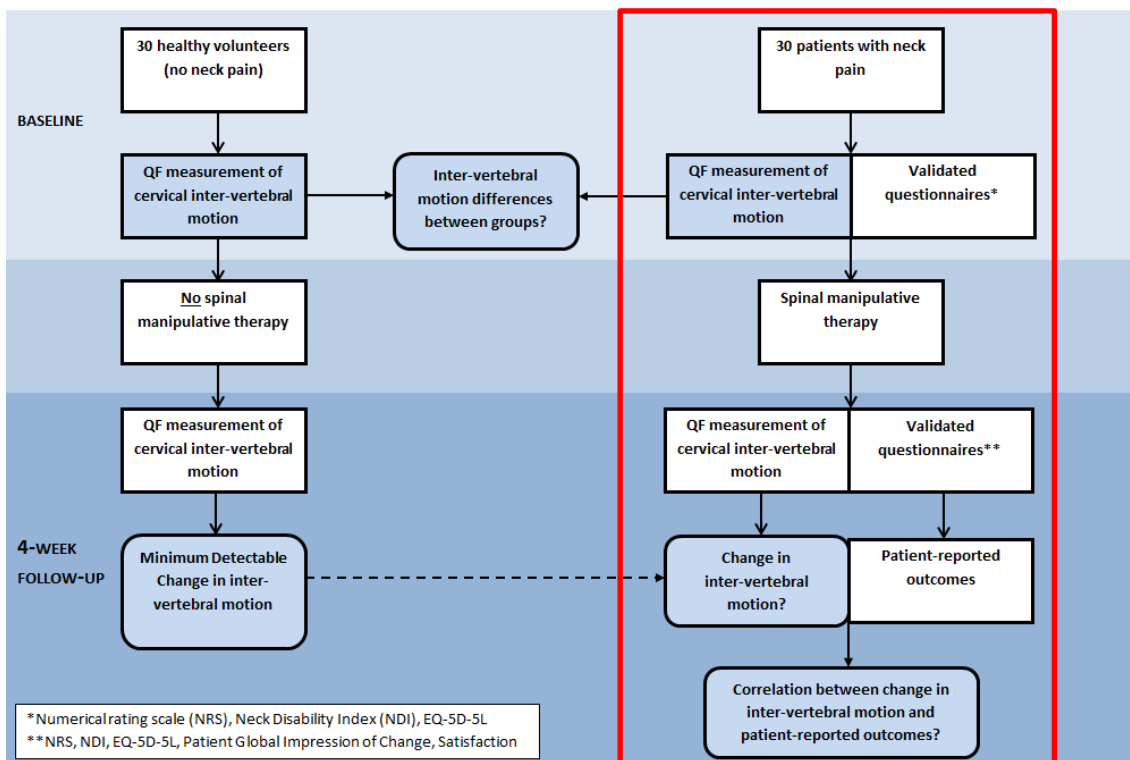 30 healthy volunteers
(no neck pain)
30 patients with neck
pain
BASELINE
QF measurement of
cervical inter-vertebral
motion
Inter-vertebral
motion differences
between groups?
QF measurement of
cervical inter-vertebral
motion
Validated
questionnaires*
No spinal
manipulative therapy
Spinal manipulative
therapy
QF measurement of
cervical inter-vertebral
motion
QF measurement of
cervical inter-vertebral
motion
Validated
questionnaires**
4-WEEK
FOLLOW-UP
Minimum Detectable
Change in inter-
vertebral motion
Change in
inter-vertebral
motion?
Patient-reported
outcomes
Correlation between change in
inter-vertebral motion and
patient-reported outcomes?
*Numerical rating scale (NRS), Neck Disability Index (NDI), EQ-5D-5L
**NRS, NDI, EQ-5D-5L, Patient Global Impression of Change, Satisfaction